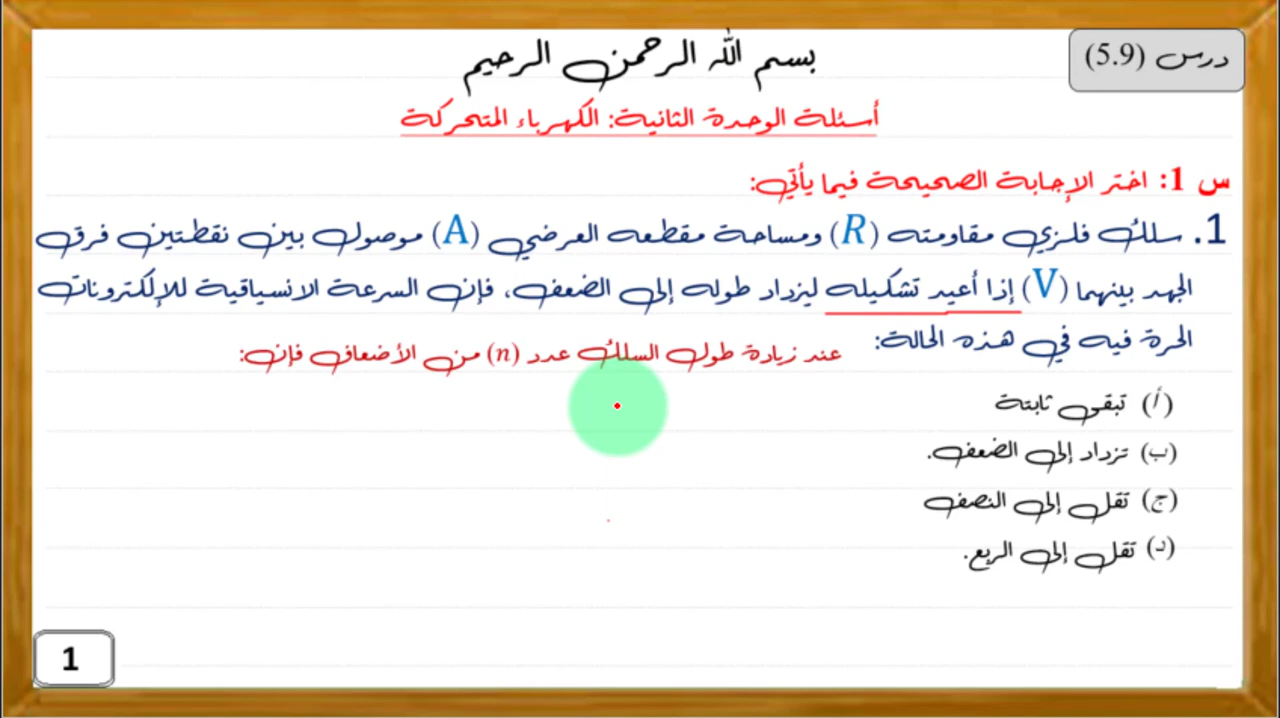 درس (5.9)
بسم الله الرحمن الرحيم
أسئلة الوحدة الثانية: الكهرباء المتحركة
س 1: اختر الإجابة الصحيحة فيما يأتي:
1. سلك فلزي مقاومته (R) ومساحة مقطعه العرضي (A) موصول بين نقطتين فرق
الجهد بينهما (V) إذا أعيد تشكيله ليزداد طوله إلى الضعف، فإن السرعة الانسياقية للإلكترونات
الحرة فيه في هذه الحالة:
عند زيادة طول السلك عدد (n) من الأضعاف فإن:
(أ) تبقى ثابتة
(ب) تزداد إلى الضعف.
(ج) تقل إلى النصف
(د) تقل إلى الربع.
1